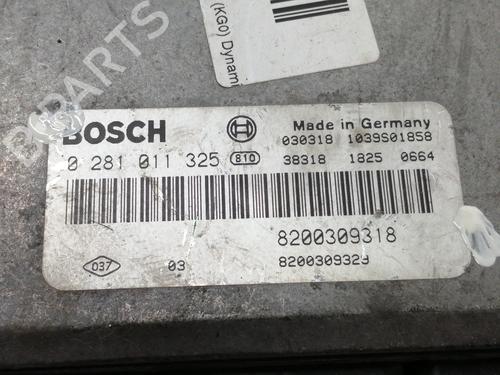 (KG0) Dynami
B-PARTS
BOSCH
Made in Germany
030318 1039S01858
0 281 011 325 810
38318 1825 0664
8200309318
037 03
8200309329